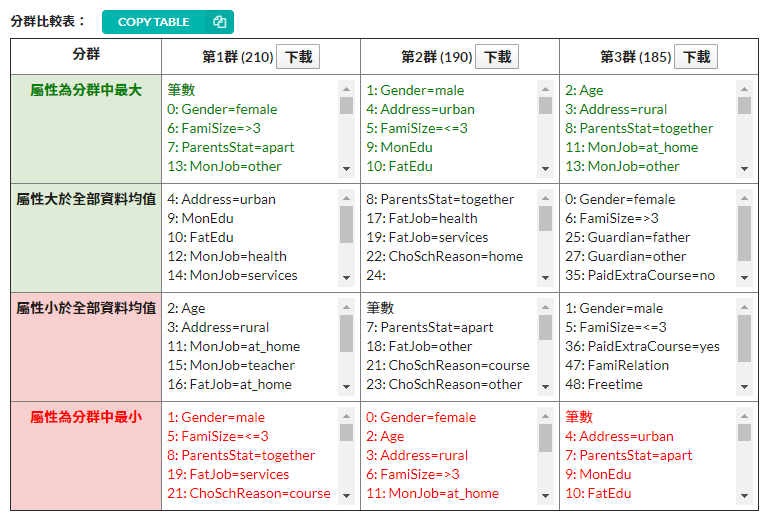 分群比較表：
COPY TABLE
分群
第1群 (210) 下載
第2群 (190) 下載
第3群 (185) 下載
屬性為分群中最大
筆數
0: Gender=female
6: FamiSize=>3
7: ParentsStat=apart
13: MonJob=other
1: Gender=male
4: Address=urban
5: FamiSize=<=3
9: MonEdu
10: FatEdu
2: Age
3: Address=rural
8: ParentsStat=together
11: MonJob=at_home
13: MonJob=other
屬性大於全部資料均值
4: Address=urban
9: MonEdu
10: FatEdu
12: MonJob=health
14: MonJob=services
8: ParentsStat=together
17: FatJob=health
19: FatJob=services
22: ChoSchReason=home
24:
0: Gender=female
6: FamiSize=>3
25: Guardian=father
27: Guardian=other
35: PaidExtraCourse=no
屬性小於全部資料均值
2: Age
3: Address=rural
11: MonJob=at_home
15: MonJob=teacher
16: FatJob=at_home
筆數
7: ParentsStat=apart
18: FatJob=other
21: ChoSchReason=course
23: ChoSchReason=other
1: Gender=male
5: FamiSize=<=3
36: PaidExtraCourse=yes
47: FamiRelation
48: Freetime
屬性為分群中最小
1: Gender=male
5: FamiSize=<=3
8: ParentsStat=together
19: FatJob=services
21: ChoSchReason=course
0: Gender=female
2: Age
3: Address=rural
6: FamiSize=>3
11: MonJob=at_home
筆數
4: Address=urban
7: ParentsStat=apart
9: MonEdu
10: FatEdu